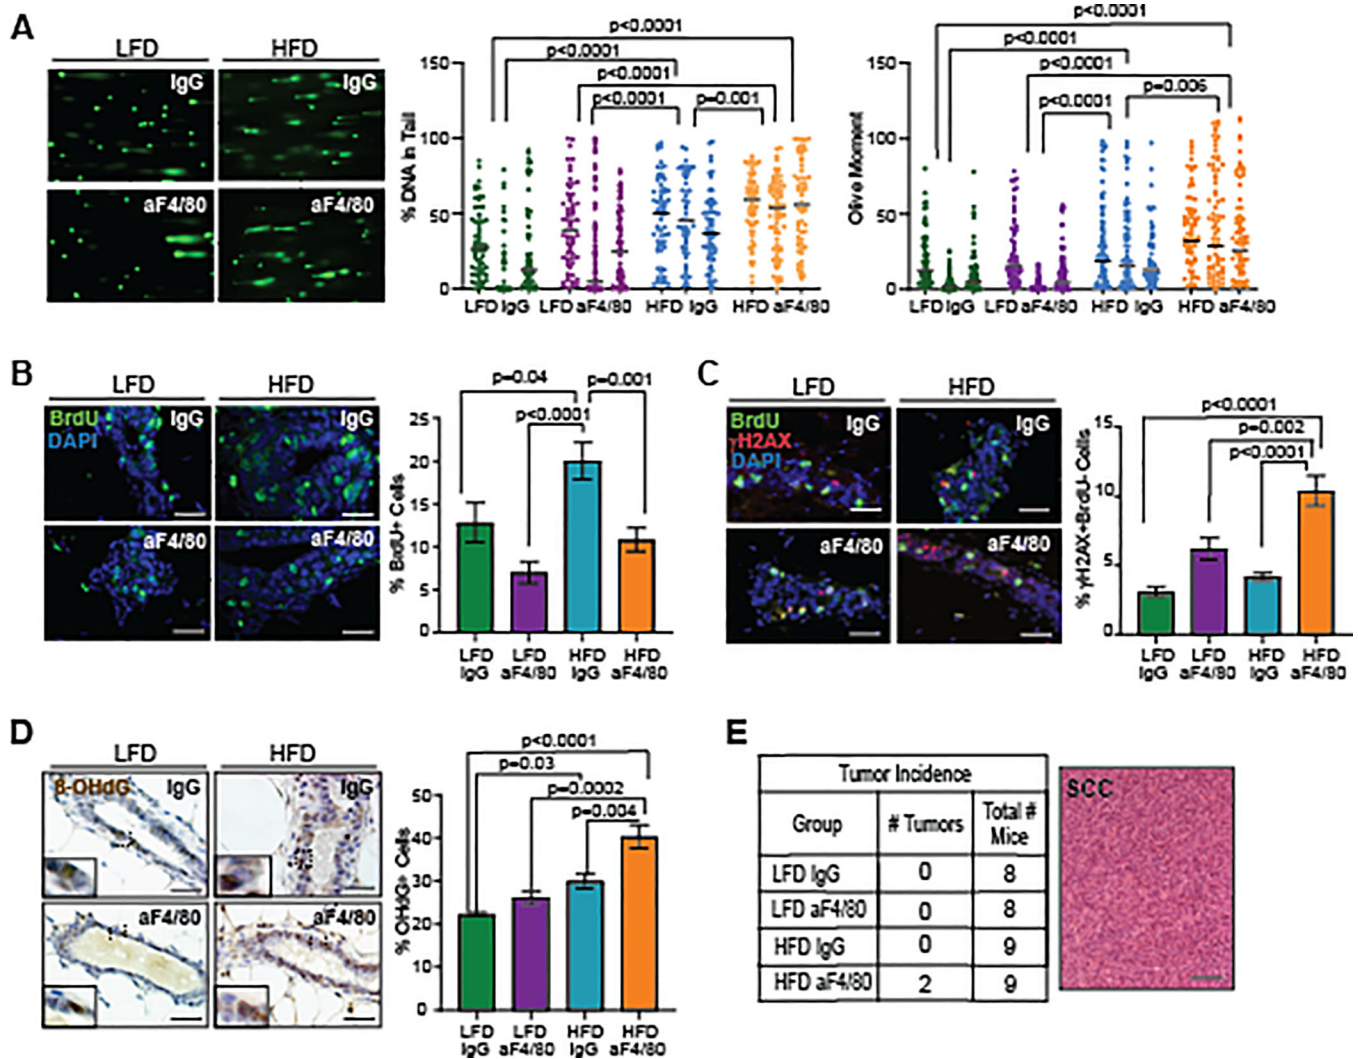 A
LFD
HFD
IgG
IgG
aF4/80
aF4/80
% DNA in Tail
150
100
50
0
p<0.0001
p<0.0001
p<0.0001
p<0.0001
p=0.001
LFD IgG
LFD aF4/80
HFD IgG
HFD aF4/80
Olive Moment
150
100
50
0
p<0.0001
p<0.0001
p<0.0001
p<0.0001
p=0.006
LFD IgG
LFD aF4/80
HFD IgG
HFD aF4/80
B
LFD
HFD
BrdU
DAPI
IgG
IgG
aF4/80
aF4/80
% BrdU+ Cells
25
20
15
10
5
0
p=0.04
p=0.001
p<0.0001
LFD IgG
LFD aF4/80
HFD IgG
HFD aF4/80
C
LFD
HFD
BrdU
γH2AX
DAPI
IgG
IgG
aF4/80
aF4/80
% γH2AX+BrdU- Cells
15
10
5
0
p<0.0001
p=0.002
p<0.0001
LFD IgG
LFD aF4/80
HFD IgG
HFD aF4/80
D
LFD
HFD
8-OHdG
IgG
IgG
aF4/80
aF4/80
% OHdG+ Cells
50
40
30
20
10
0
p<0.0001
p=0.03
p=0.0002
p=0.004
LFD IgG
LFD aF4/80
HFD IgG
HFD aF4/80
E
Tumor Incidence
Group # Tumors Total # Mice
LFD IgG 0 8
LFD aF4/80 0 8
HFD IgG 0 9
HFD aF4/80 2 9
SCC